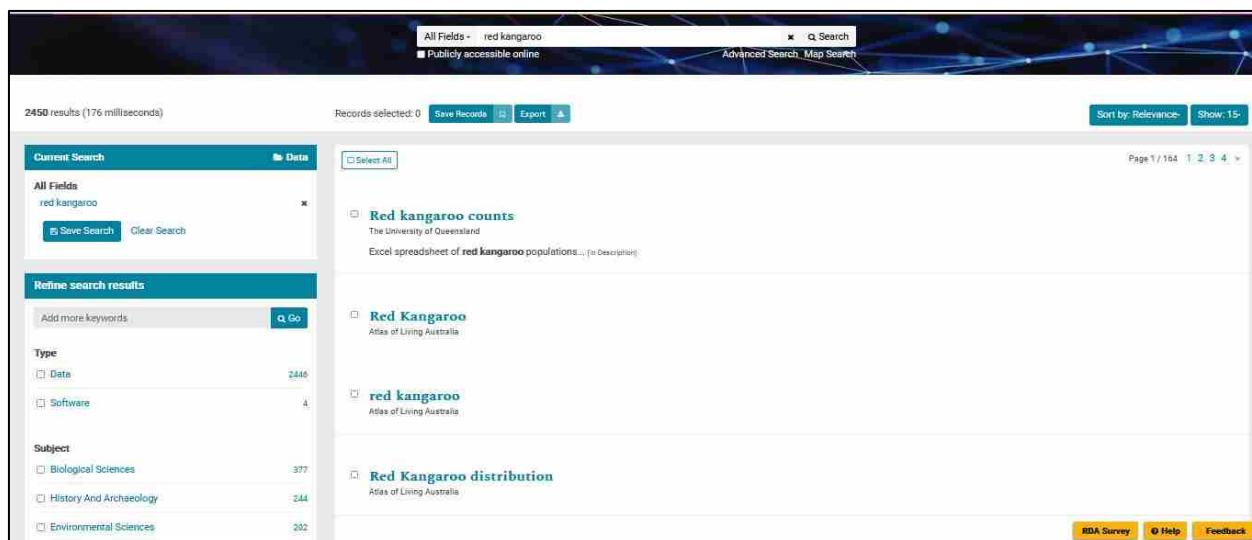 All Fields - red kangaroo × Search
Publicly accessible online Advanced Search Map Search
2450 results (176 milliseconds) Records selected: 0 Save Records Export Sort by: Relevance- Show: 15-
Current Search Data
All Fields
red kangaroo ×
Save Search Clear Search
Select All Page 1 / 164 1 2 3 4 »
Red kangaroo counts
The University of Queensland
Excel spreadsheet of red kangaroo populations... [in Description]
Refine search results
Add more keywords Go
Type
Data 2446
Software 4
Subject
Biological Sciences 377
History And Archaeology 244
Environmental Sciences 202
Red Kangaroo
Atlas of Living Australia
red kangaroo
Atlas of Living Australia
Red Kangaroo distribution
Atlas of Living Australia
RDA Survey Help Feedback